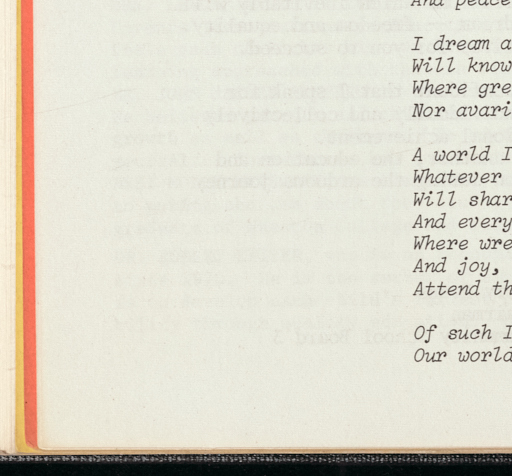 And peace
I dream a
Will know
Where gre
Nor avari
A world I
Whatever
Will shar
And every
Where wre
And joy,
Attend th
Of such I
Our world